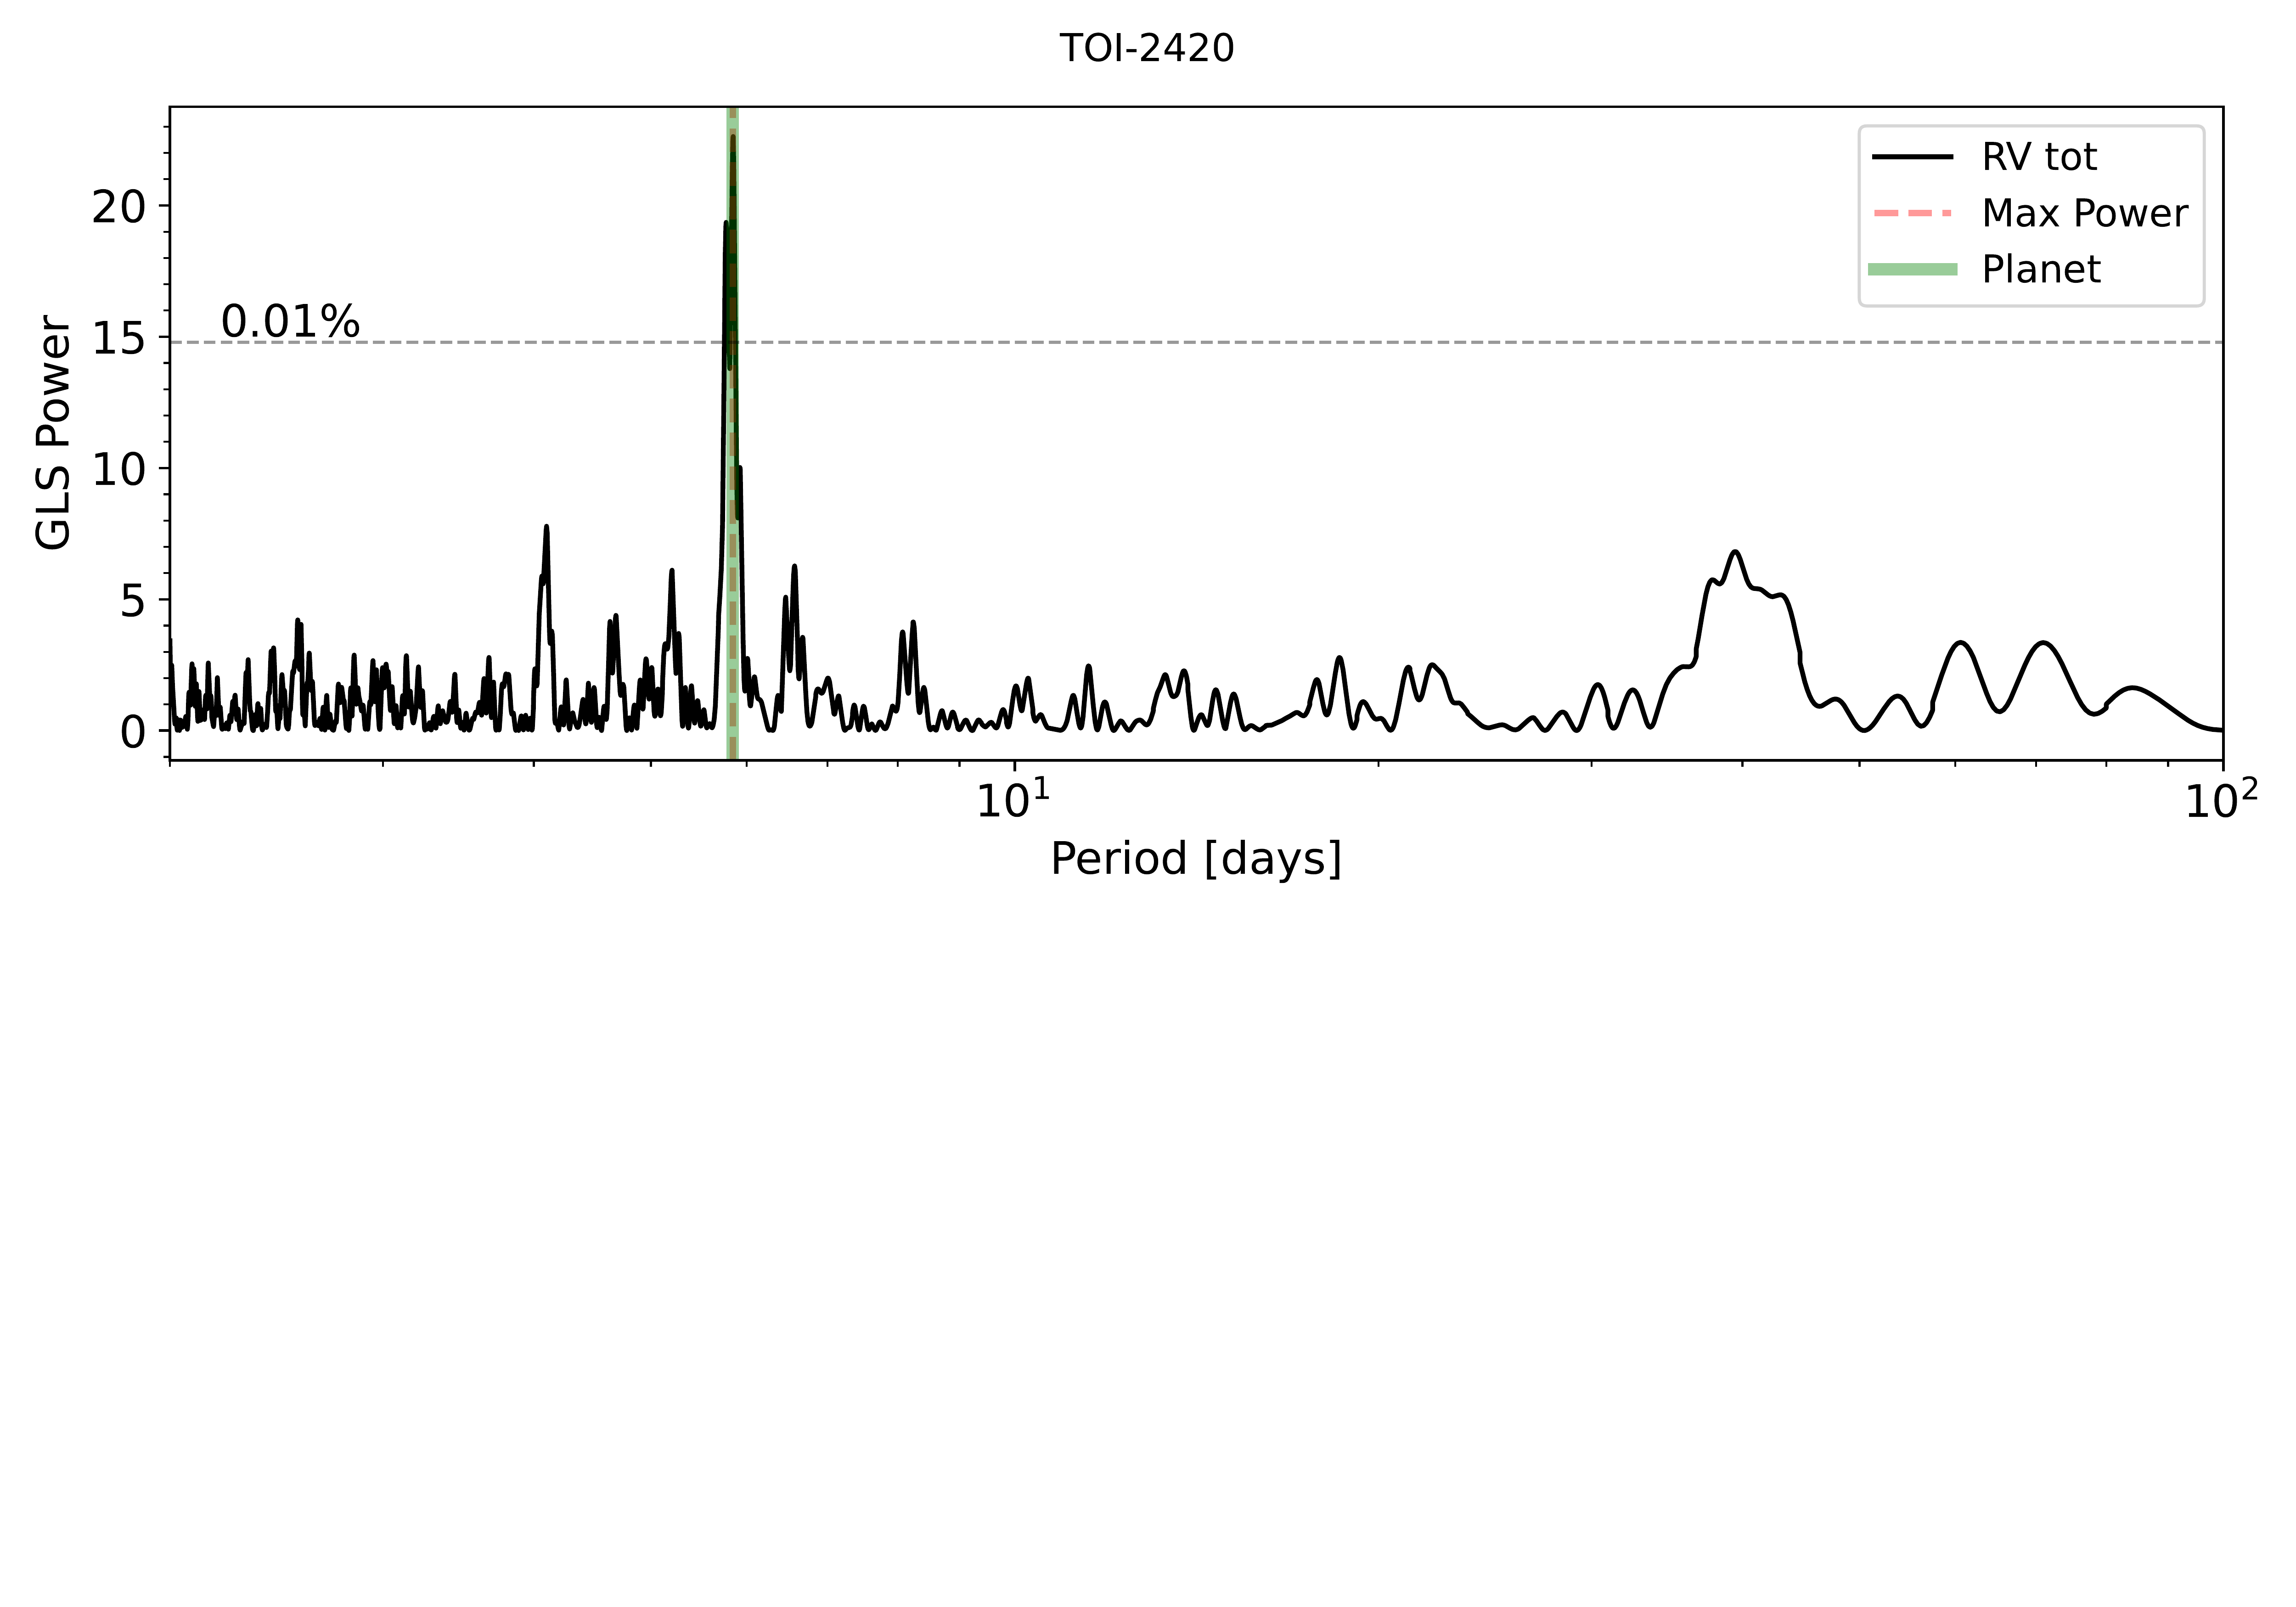 TOI-2420
RV tot
Max Power
Planet
0.01%
GLS Power
20
15
10
5
0
10¹
10²
Period [days]